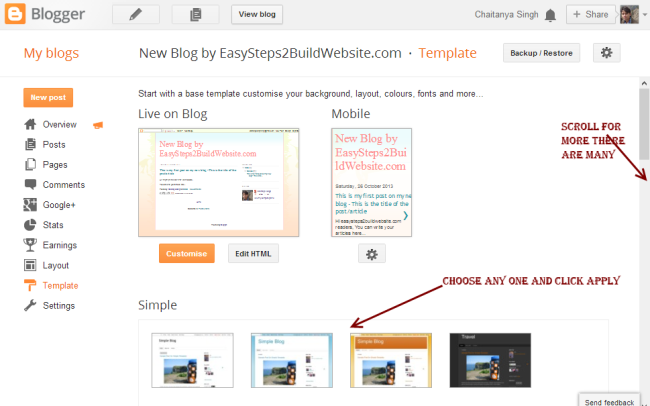 Blogger
View blog
Chaitanya Singh
+ Share
My blogs
New Blog by EasySteps2BuildWebsite.com · Template
Backup / Restore
New post
Overview
Posts
Pages
Comments
Google+
Stats
Earnings
Layout
Template
Settings
Start with a base template customise your background, layout, colours, fonts and more...
Live on Blog
New Blog by
EasySteps2BuildWebsite.com
Customise
Edit HTML
Mobile
New Blog by
EasySteps2Bui
ldWebsite.com
Saturday, 26 October 2013
This is my first post on my ne
blog - This is the title of the
post/article
Hi easysteps2buildwebsite.com
readers. You can write your
articles here...
SCROLL FOR
MORE THERE
ARE MANY
CHOOSE ANY ONE AND CLICK APPLY
Simple
Simple Blog
Simple Blog
Simple Blog
Travel
Send feedback